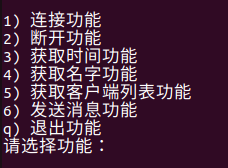 1) 连接功能
2) 断开功能
3) 获取时间功能
4) 获取名字功能
5) 获取客户端列表功能
6) 发送消息功能
q) 退出功能
请选择功能：